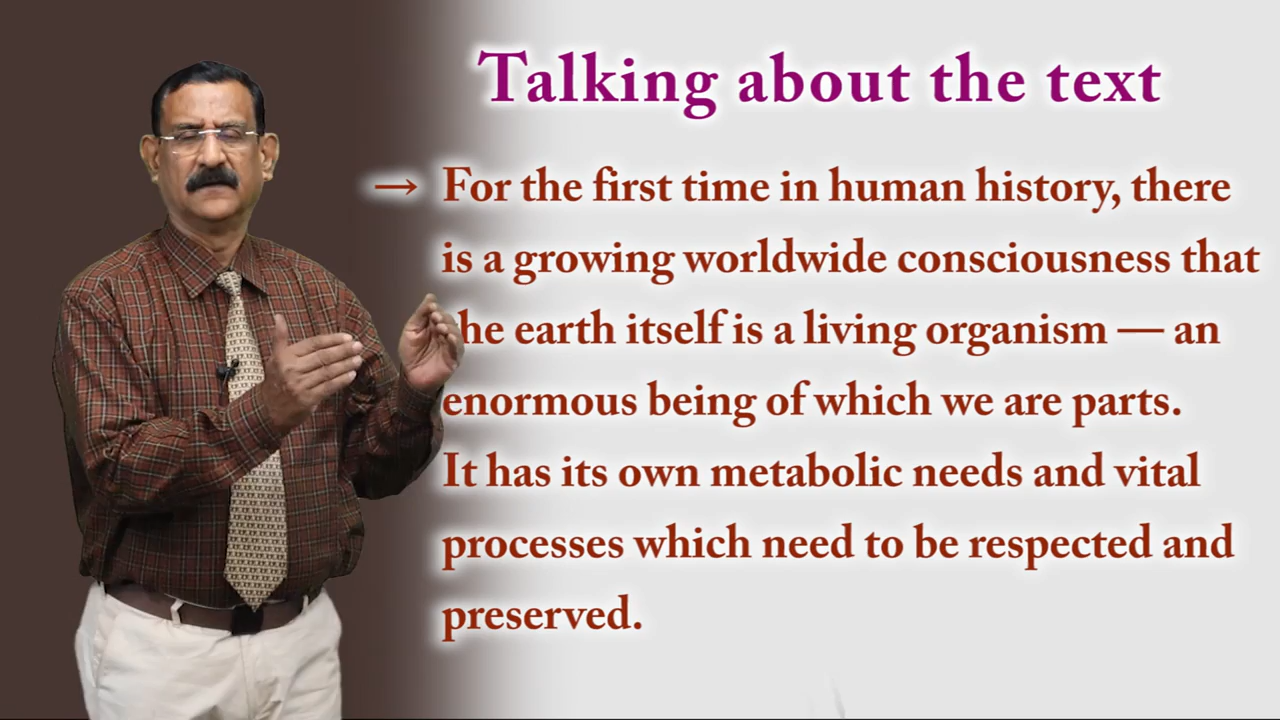 Talking about the text
→ For the first time in human history, there
is a growing worldwide consciousness that
the earth itself is a living organism — an
enormous being of which we are parts.
It has its own metabolic needs and vital
processes which need to be respected and
preserved.